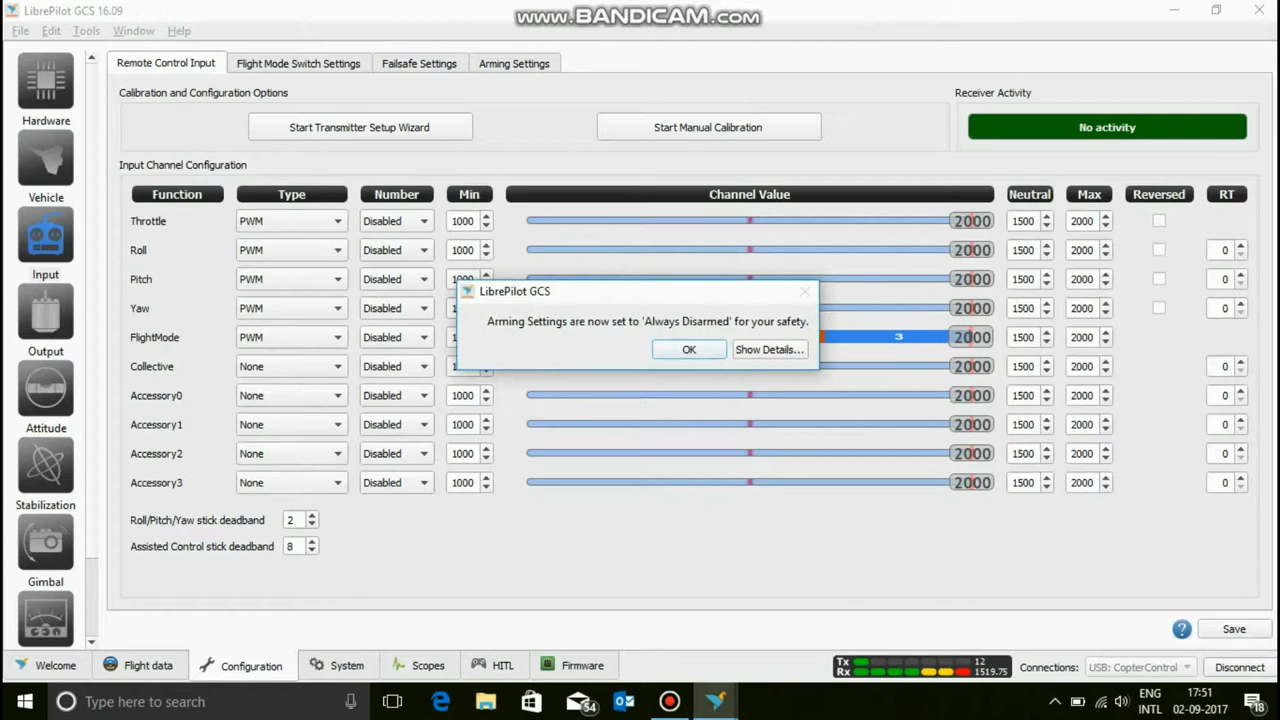 LibrePilot GCS 16.09
www.BANDICAM.com
File Edit Tools Window Help
Remote Control Input Flight Mode Switch Settings Failsafe Settings Arming Settings
Calibration and Configuration Options Receiver Activity
Start Transmitter Setup Wizard Start Manual Calibration No activity
Hardware
Input Channel Configuration
Function Type Number Min Channel Value Neutral Max Reversed RT
Vehicle
Throttle PWM Disabled 1000 2000 1500 2000
Roll PWM Disabled 1000 2000 1500 2000 0
Input
Pitch PWM Disabled 1000 2000 1500 2000 0
LibrePilot GCS
Yaw PWM Disabled 2000 1500 2000 0
Arming Settings are now set to 'Always Disarmed' for your safety.
FlightMode PWM Disabled 3 2000 1500 2000
OK Show Details...
Output
Collective None Disabled 1000 2000 1500 2000 0
Accessory0 None Disabled 1000 2000 1500 2000 0
Attitude
Accessory1 None Disabled 1000 2000 1500 2000 0
Accessory2 None Disabled 1000 2000 1500 2000 0
Accessory3 None Disabled 1000 2000 1500 2000 0
Stabilization
Roll/Pitch/Yaw stick deadband 2
Assisted Control stick deadband 8
Gimbal
? Save
Welcome Flight data Configuration System Scopes HITL Firmware
Tx 12
Rx 1519.75
Connections: USB: CopterControl Disconnect
Type here to search
54
ENG 17:51
INTL 02-09-2017 18